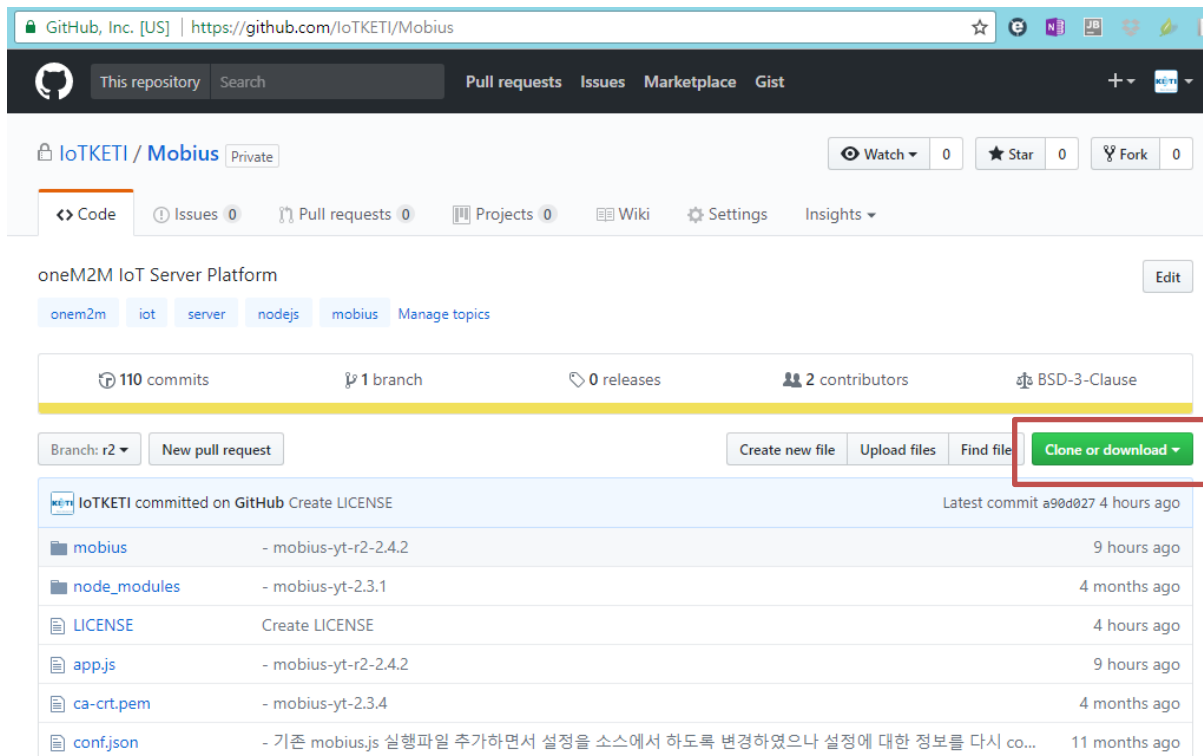 GitHub, Inc. [US] | https://github.com/IoTKETI/Mobius
This repository Search Pull requests Issues Marketplace Gist
IoTKETI / Mobius Private Watch 0 Star 0 Fork 0
Code Issues 0 Pull requests 0 Projects 0 Wiki Settings Insights
oneM2M IoT Server Platform Edit
onem2m iot server nodejs mobius Manage topics
110 commits 1 branch 0 releases 2 contributors BSD-3-Clause
Branch: r2 New pull request Create new file Upload files Find file Clone or download
IoTKETI committed on GitHub Create LICENSE Latest commit a90d027 4 hours ago
mobius - mobius-yt-r2-2.4.2 9 hours ago
node_modules - mobius-yt-2.3.1 4 months ago
LICENSE Create LICENSE 4 hours ago
app.js - mobius-yt-r2-2.4.2 9 hours ago
ca-crt.pem - mobius-yt-2.3.4 4 months ago
conf.json - 기존 mobius.js 실행파일 추가하면서 설정을 소스에서 하도록 변경하였으나 설정에 대한 정보를 다시 co... 11 months ago